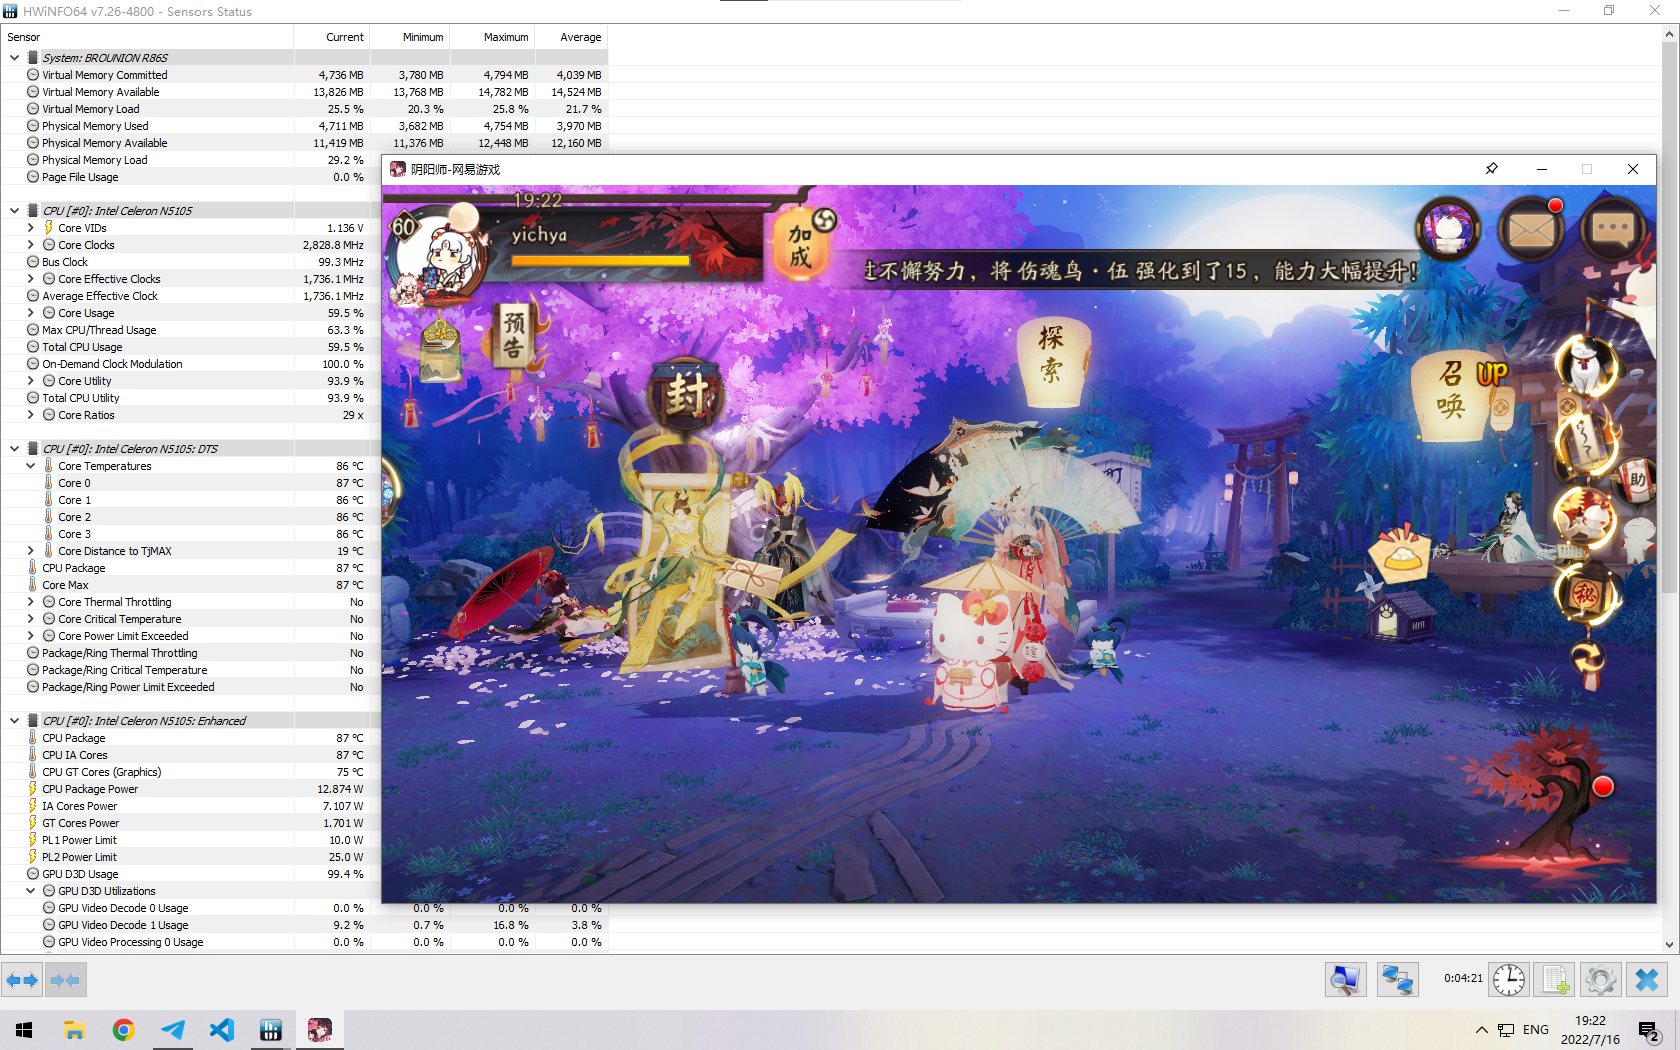 HWiNFO64 v7.26-4800 - Sensors Status
Sensor Current Minimum Maximum Average
System: BROUNION R86S
Virtual Memory Committed 4,736 MB 3,780 MB 4,794 MB 4,039 MB
Virtual Memory Available 13,826 MB 13,768 MB 14,782 MB 14,524 MB
Virtual Memory Load 25.5 % 20.3 % 25.8 % 21.7 %
Physical Memory Used 4,711 MB 3,682 MB 4,754 MB 3,970 MB
Physical Memory Available 11,419 MB 11,376 MB 12,448 MB 12,160 MB
Physical Memory Load 29.2 %
Page File Usage 0.0 %
CPU [#0]: Intel Celeron N5105
Core VIDs 1.136 V
Core Clocks 2,828.8 MHz
Bus Clock 99.3 MHz
Core Effective Clocks 1,736.1 MHz
Average Effective Clock 1,736.1 MHz
Core Usage 59.5 %
Max CPU/Thread Usage 63.3 %
Total CPU Usage 59.5 %
On-Demand Clock Modulation 100.0 %
Core Utility 93.9 %
Total CPU Utility 93.9 %
Core Ratios 29 x
CPU [#0]: Intel Celeron N5105: DTS
Core Temperatures 86 °C
Core 0 87 °C
Core 1 86 °C
Core 2 86 °C
Core 3 86 °C
Core Distance to TjMAX 19 °C
CPU Package 87 °C
Core Max 87 °C
Core Thermal Throttling No
Core Critical Temperature No
Core Power Limit Exceeded No
Package/Ring Thermal Throttling No
Package/Ring Critical Temperature No
Package/Ring Power Limit Exceeded No
CPU [#0]: Intel Celeron N5105: Enhanced
CPU Package 87 °C
CPU IA Cores 87 °C
CPU GT Cores (Graphics) 75 °C
CPU Package Power 12.874 W
IA Cores Power 7.107 W
GT Cores Power 1.701 W
PL1 Power Limit 10.0 W
PL2 Power Limit 25.0 W
GPU D3D Usage 99.4 %
GPU D3D Utilizations
GPU Video Decode 0 Usage 0.0 % 0.0 % 0.0 % 0.0 %
GPU Video Decode 1 Usage 9.2 % 0.7 % 16.8 % 3.8 %
GPU Video Processing 0 Usage 0.0 % 0.0 % 0.0 % 0.0 %
阴阳师-网易游戏
19:22
60
yichya
加成
过不懈努力，将 伤魂鸟·伍 强化到了15，能力大幅提升！
预告
封
探索
召唤
UP
助
秘
0:04:21
ENG
19:22
2022/7/16
2